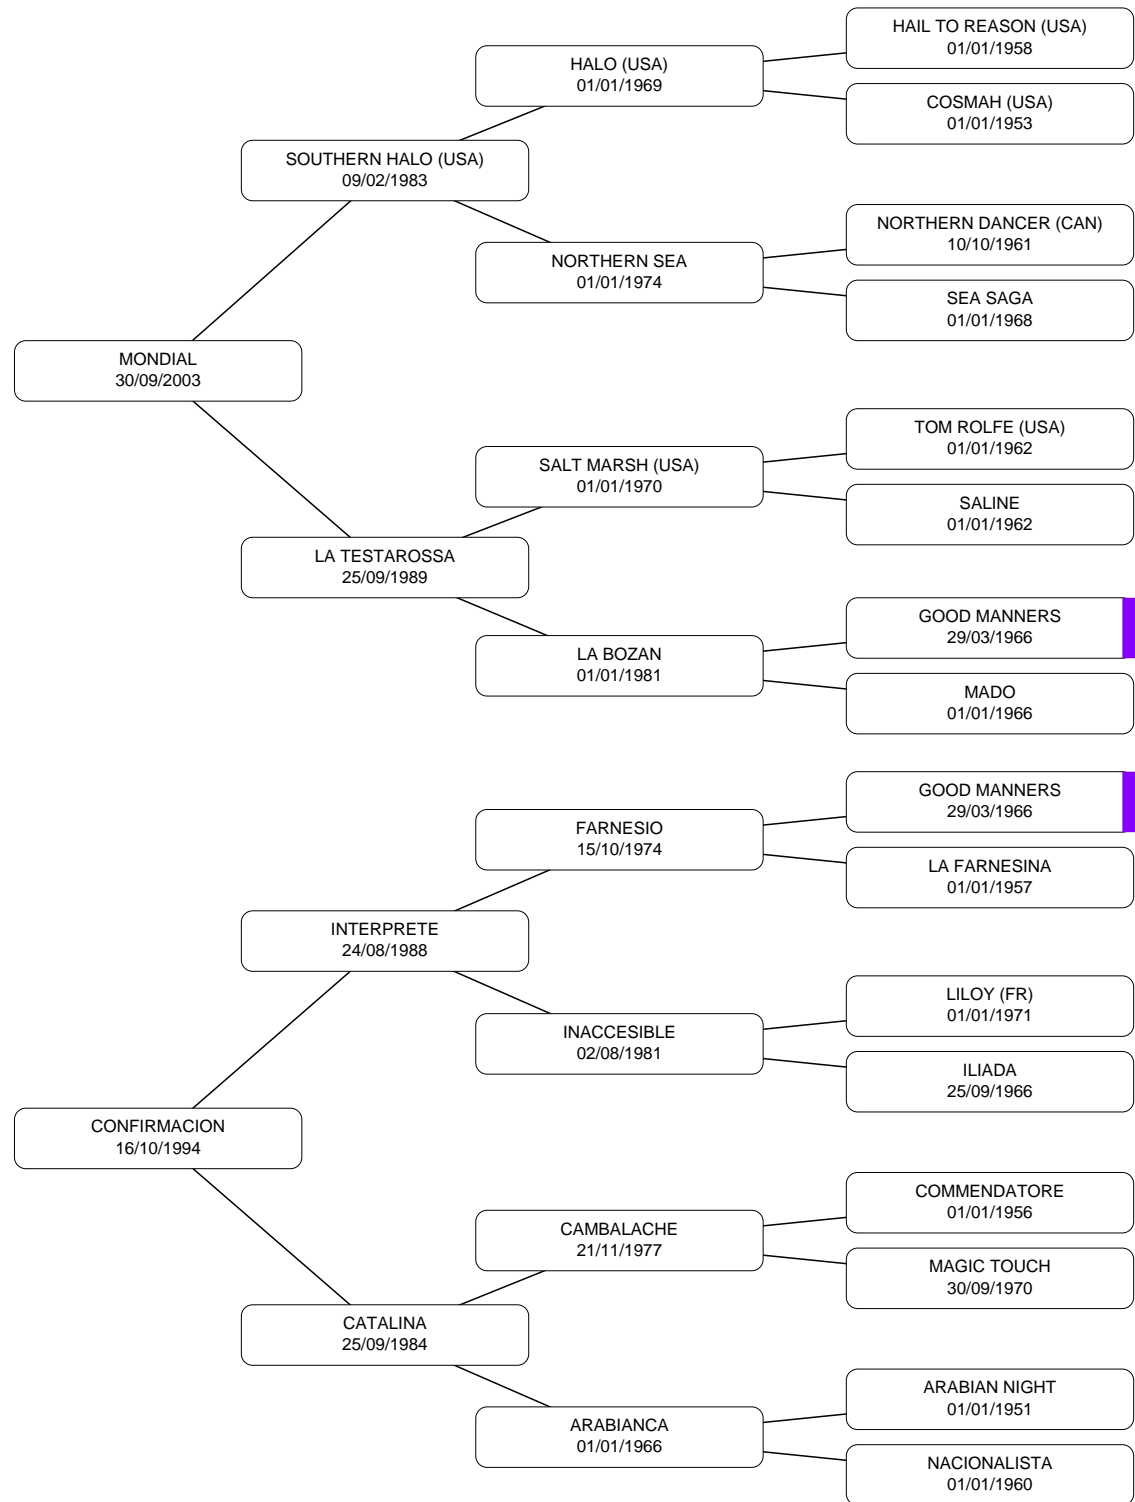 HAIL TO REASON (USA)
01/01/1958
HALO (USA)
01/01/1969
COSMAH (USA)
01/01/1953
SOUTHERN HALO (USA)
09/02/1983
NORTHERN DANCER (CAN)
10/10/1961
NORTHERN SEA
01/01/1974
SEA SAGA
01/01/1968
MONDIAL
30/09/2003
TOM ROLFE (USA)
01/01/1962
SALT MARSH (USA)
01/01/1970
SALINE
01/01/1962
LA TESTAROSSA
25/09/1989
GOOD MANNERS
29/03/1966
LA BOZAN
01/01/1981
MADO
01/01/1966
GOOD MANNERS
29/03/1966
FARNESIO
15/10/1974
LA FARNESINA
01/01/1957
INTERPRETE
24/08/1988
LILOY (FR)
01/01/1971
INACCESIBLE
02/08/1981
ILIADA
25/09/1966
CONFIRMACION
16/10/1994
COMMENDATORE
01/01/1956
CAMBALACHE
21/11/1977
MAGIC TOUCH
30/09/1970
CATALINA
25/09/1984
ARABIAN NIGHT
01/01/1951
ARABIANCA
01/01/1966
NACIONALISTA
01/01/1960